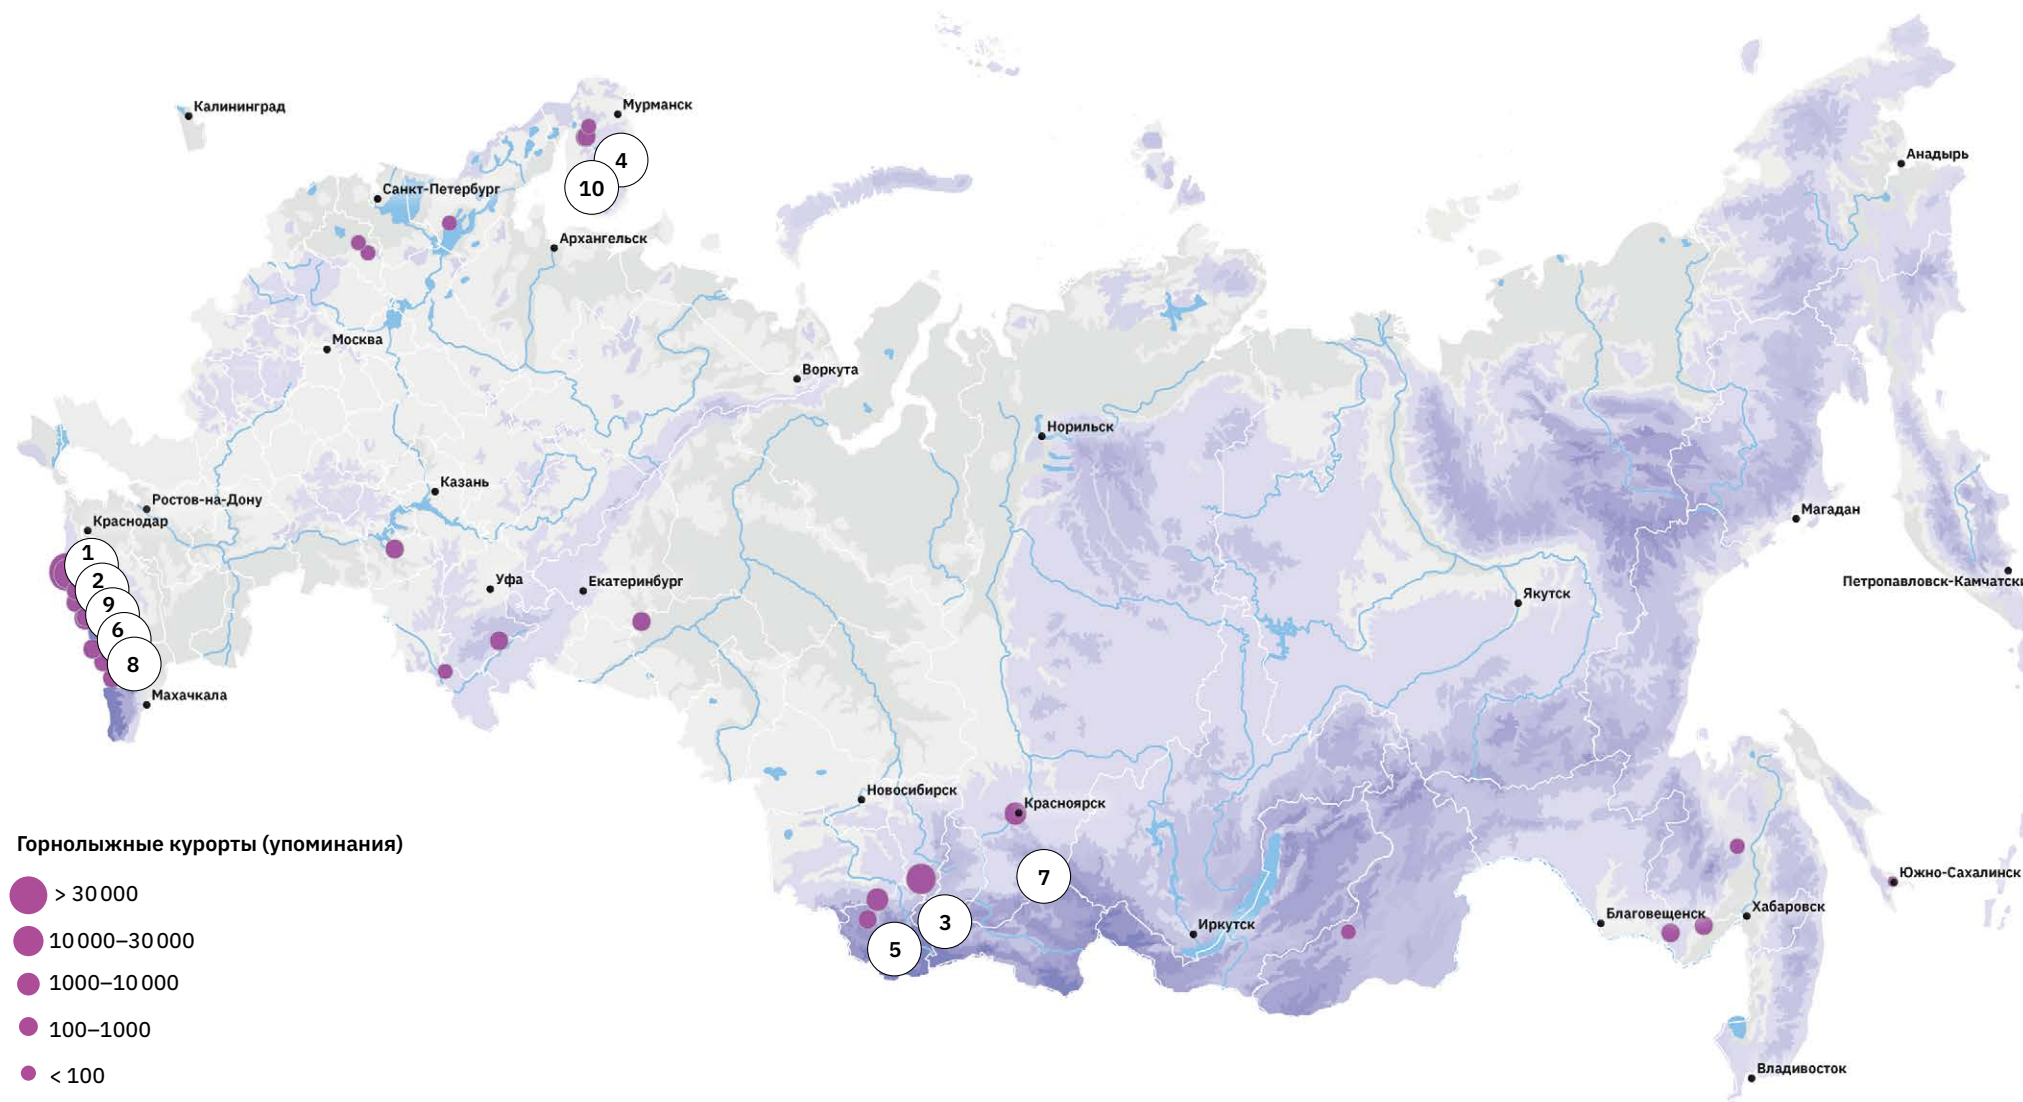 Мурманск
Калининград
4
Анадырь
10
Санкт-Петербург
Архангельск
Москва
Воркута
Норильск
Казань
Ростов-на-Дону
Магадан
Краснодар
1
Петропавловск-Камчатски
2
Уфа
Екатеринбург
Якутск
9
6
8
Махачкала
Новосибирск
Красноярск
Горнолыжные курорты (упоминания)
7
Южно-Сахалинск
> 30 000
3
Благовещенск
Хабаровск
Иркутск
10 000–30 000
5
1000–10 000
100–1000
Владивосток
< 100